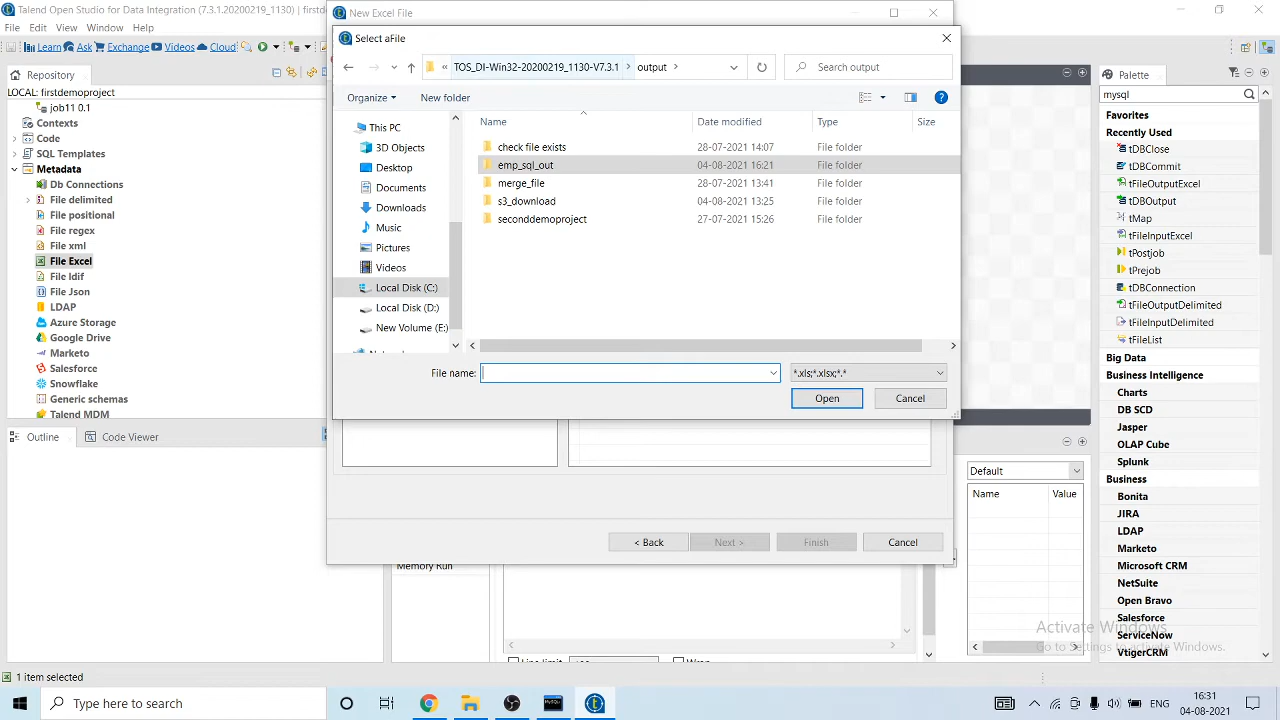 Talend Open Studio for Data Integration (7.3.1.20200219_1130)
New Excel File
File Edit View Window Help
Learn Ask Exchange Videos Cloud
Select aFile
« TOS_DI-Win32-20200219_1130-V7.3.1 › output ›
Search output
Organize
New folder
Repository
LOCAL: firstdemoproject
job11 0.1
Contexts
Code
SQL Templates
Metadata
Db Connections
File delimited
File positional
File regex
File xml
File Excel
File ldif
File Json
LDAP
Azure Storage
Google Drive
Marketo
Salesforce
Snowflake
Generic schemas
Talend MDM
This PC
3D Objects
Desktop
Documents
Downloads
Music
Pictures
Videos
Local Disk (C:)
Local Disk (D:)
New Volume (E:)
Name Date modified Type Size
check file exists 28-07-2021 14:07 File folder
emp_sql_out 04-08-2021 16:21 File folder
merge_file 28-07-2021 13:41 File folder
s3_download 04-08-2021 13:25 File folder
seconddemoproject 27-07-2021 15:26 File folder
File name:
*.xls;*.xlsx;*.*
Open
Cancel
< Back
Next >
Finish
Cancel
Outline
Code Viewer
Memory Run
Default
Name Value
Palette
mysql
Favorites
Recently Used
tDBClose
tDBCommit
tFileOutputExcel
tDBOutput
tMap
tFileInputExcel
tPostjob
tPrejob
tDBConnection
tFileOutputDelimited
tFileInputDelimited
tFileList
Big Data
Business Intelligence
Charts
DB SCD
Jasper
OLAP Cube
Splunk
Business
Bonita
JIRA
LDAP
Marketo
Microsoft CRM
NetSuite
Open Bravo
Salesforce
ServiceNow
VtigerCRM
Activate Windows
Go to Settings to activate Windows.
1 item selected
Type here to search
ENG
16:31
04-08-2021